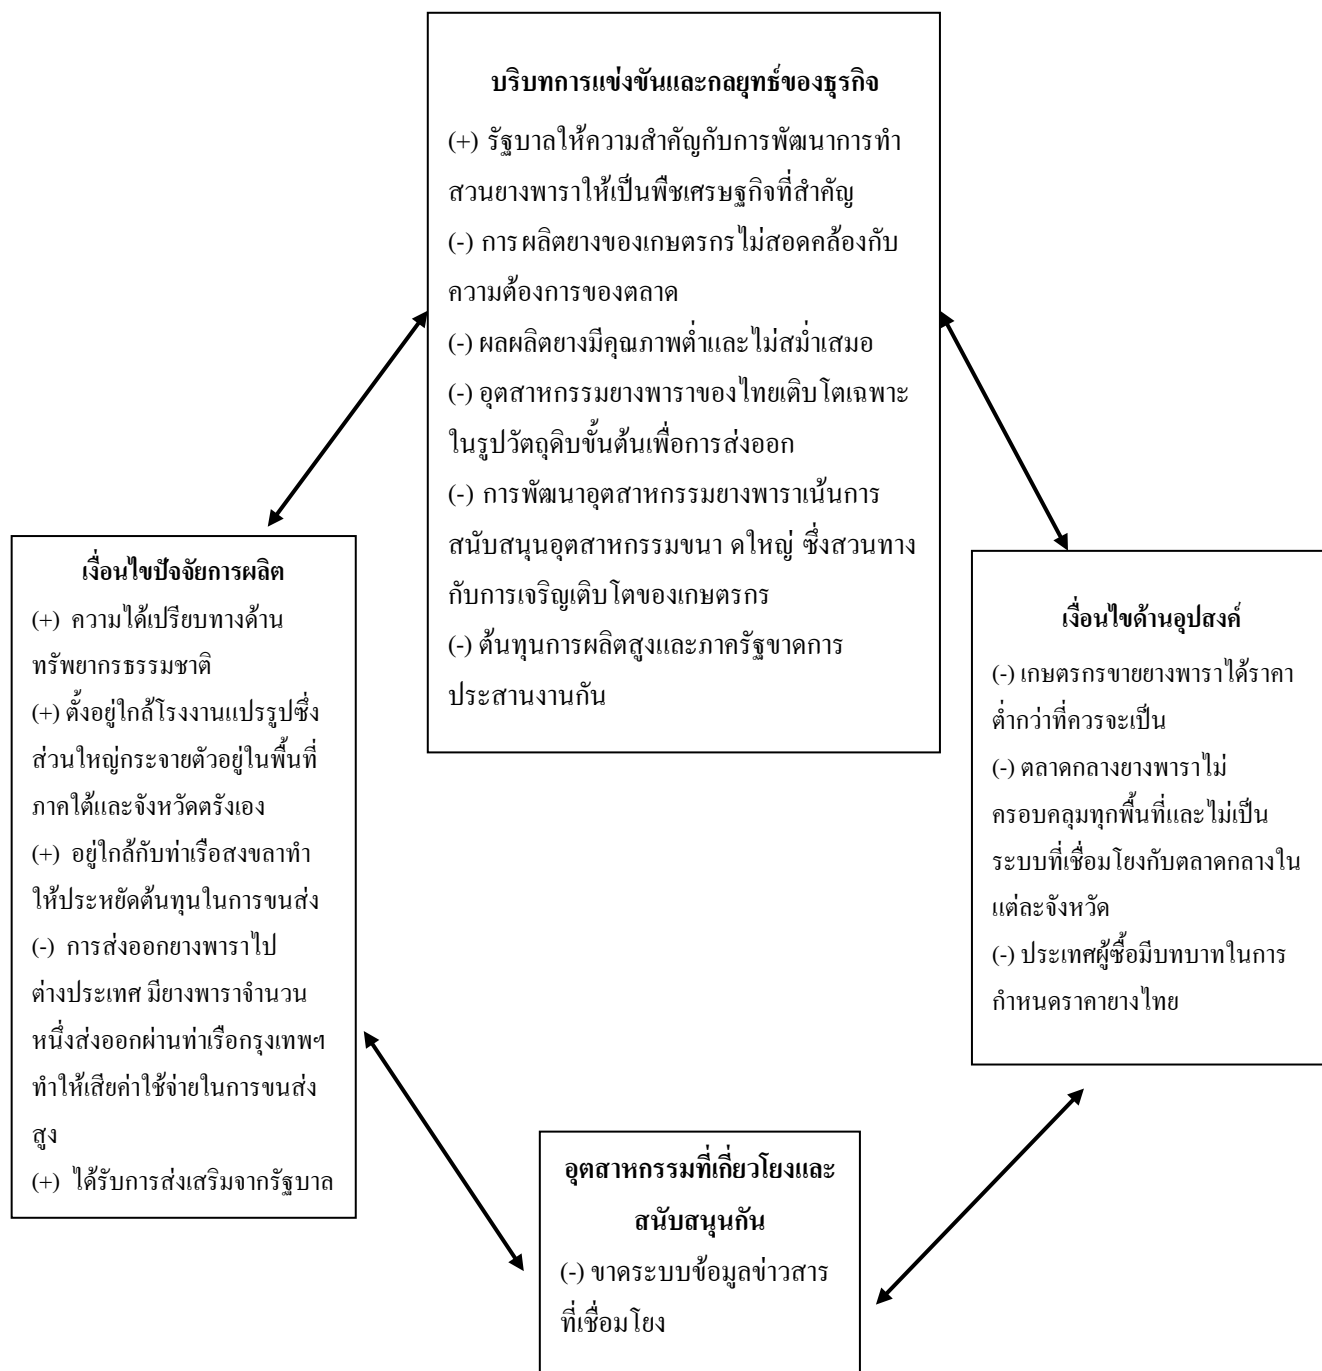 บริบทการแข่งขันและกลยุทธ์ของธุรกิจ
(+) รัฐบาลให้ความสำคัญกับการพัฒนาการทำ
สวนยางพาราให้เป็นพืชเศรษฐกิจที่สำคัญ
(-) การผลิตยางของเกษตรกรไม่สอดคล้องกับ
ความต้องการของตลาด
(-) ผลผลิตยางมีคุณภาพต่ำและไม่สม่ำเสมอ
(-) อุตสาหกรรมยางพาราของไทยเติบโตเฉพาะ
ในรูปวัตถุดิบขั้นต้นเพื่อการส่งออก
(-) การพัฒนาอุตสาหกรรมยางพาราเน้นการ
สนับสนุนอุตสาหกรรมขนา ดใหญ่ ซึ่งสวนทาง
กับการเจริญเติบโตของเกษตรกร
(-) ต้นทุนการผลิตสูงและภาครัฐขาดการ
ประสานงานกัน
เงื่อนไขปัจจัยการผลิต
(+) ความได้เปรียบทางด้าน
ทรัพยากรธรรมชาติ
(+) ตั้งอยู่ใกล้โรงงานแปรรูปซึ่ง
ส่วนใหญ่กระจายตัวอยู่ในพื้นที่
ภาคใต้และจังหวัดตรังเอง
(+) อยู่ใกล้กับท่าเรือสงขลาทำ
ให้ประหยัดต้นทุนในการขนส่ง
(-) การส่งออกยางพาราไป
ต่างประเทศ มียางพาราจำนวน
หนึ่งส่งออกผ่านท่าเรือกรุงเทพฯ
ทำให้เสียค่าใช้จ่ายในการขนส่ง
สูง
(+) ได้รับการส่งเสริมจากรัฐบาล
เงื่อนไขด้านอุปสงค์
(-) เกษตรกรขายยางพาราได้ราคา
ต่ำกว่าที่ควรจะเป็น
(-) ตลาดกลางยางพาราไม่
ครอบคลุมทุกพื้นที่และไม่เป็น
ระบบที่เชื่อมโยงกับตลาดกลางใน
แต่ละจังหวัด
(-) ประเทศผู้ซื้อมีบทบาทในการ
กำหนดราคายางไทย
อุตสาหกรรมที่เกี่ยวโยงและ
สนับสนุนกัน
(-) ขาดระบบข้อมูลข่าวสาร
ที่เชื่อมโยง